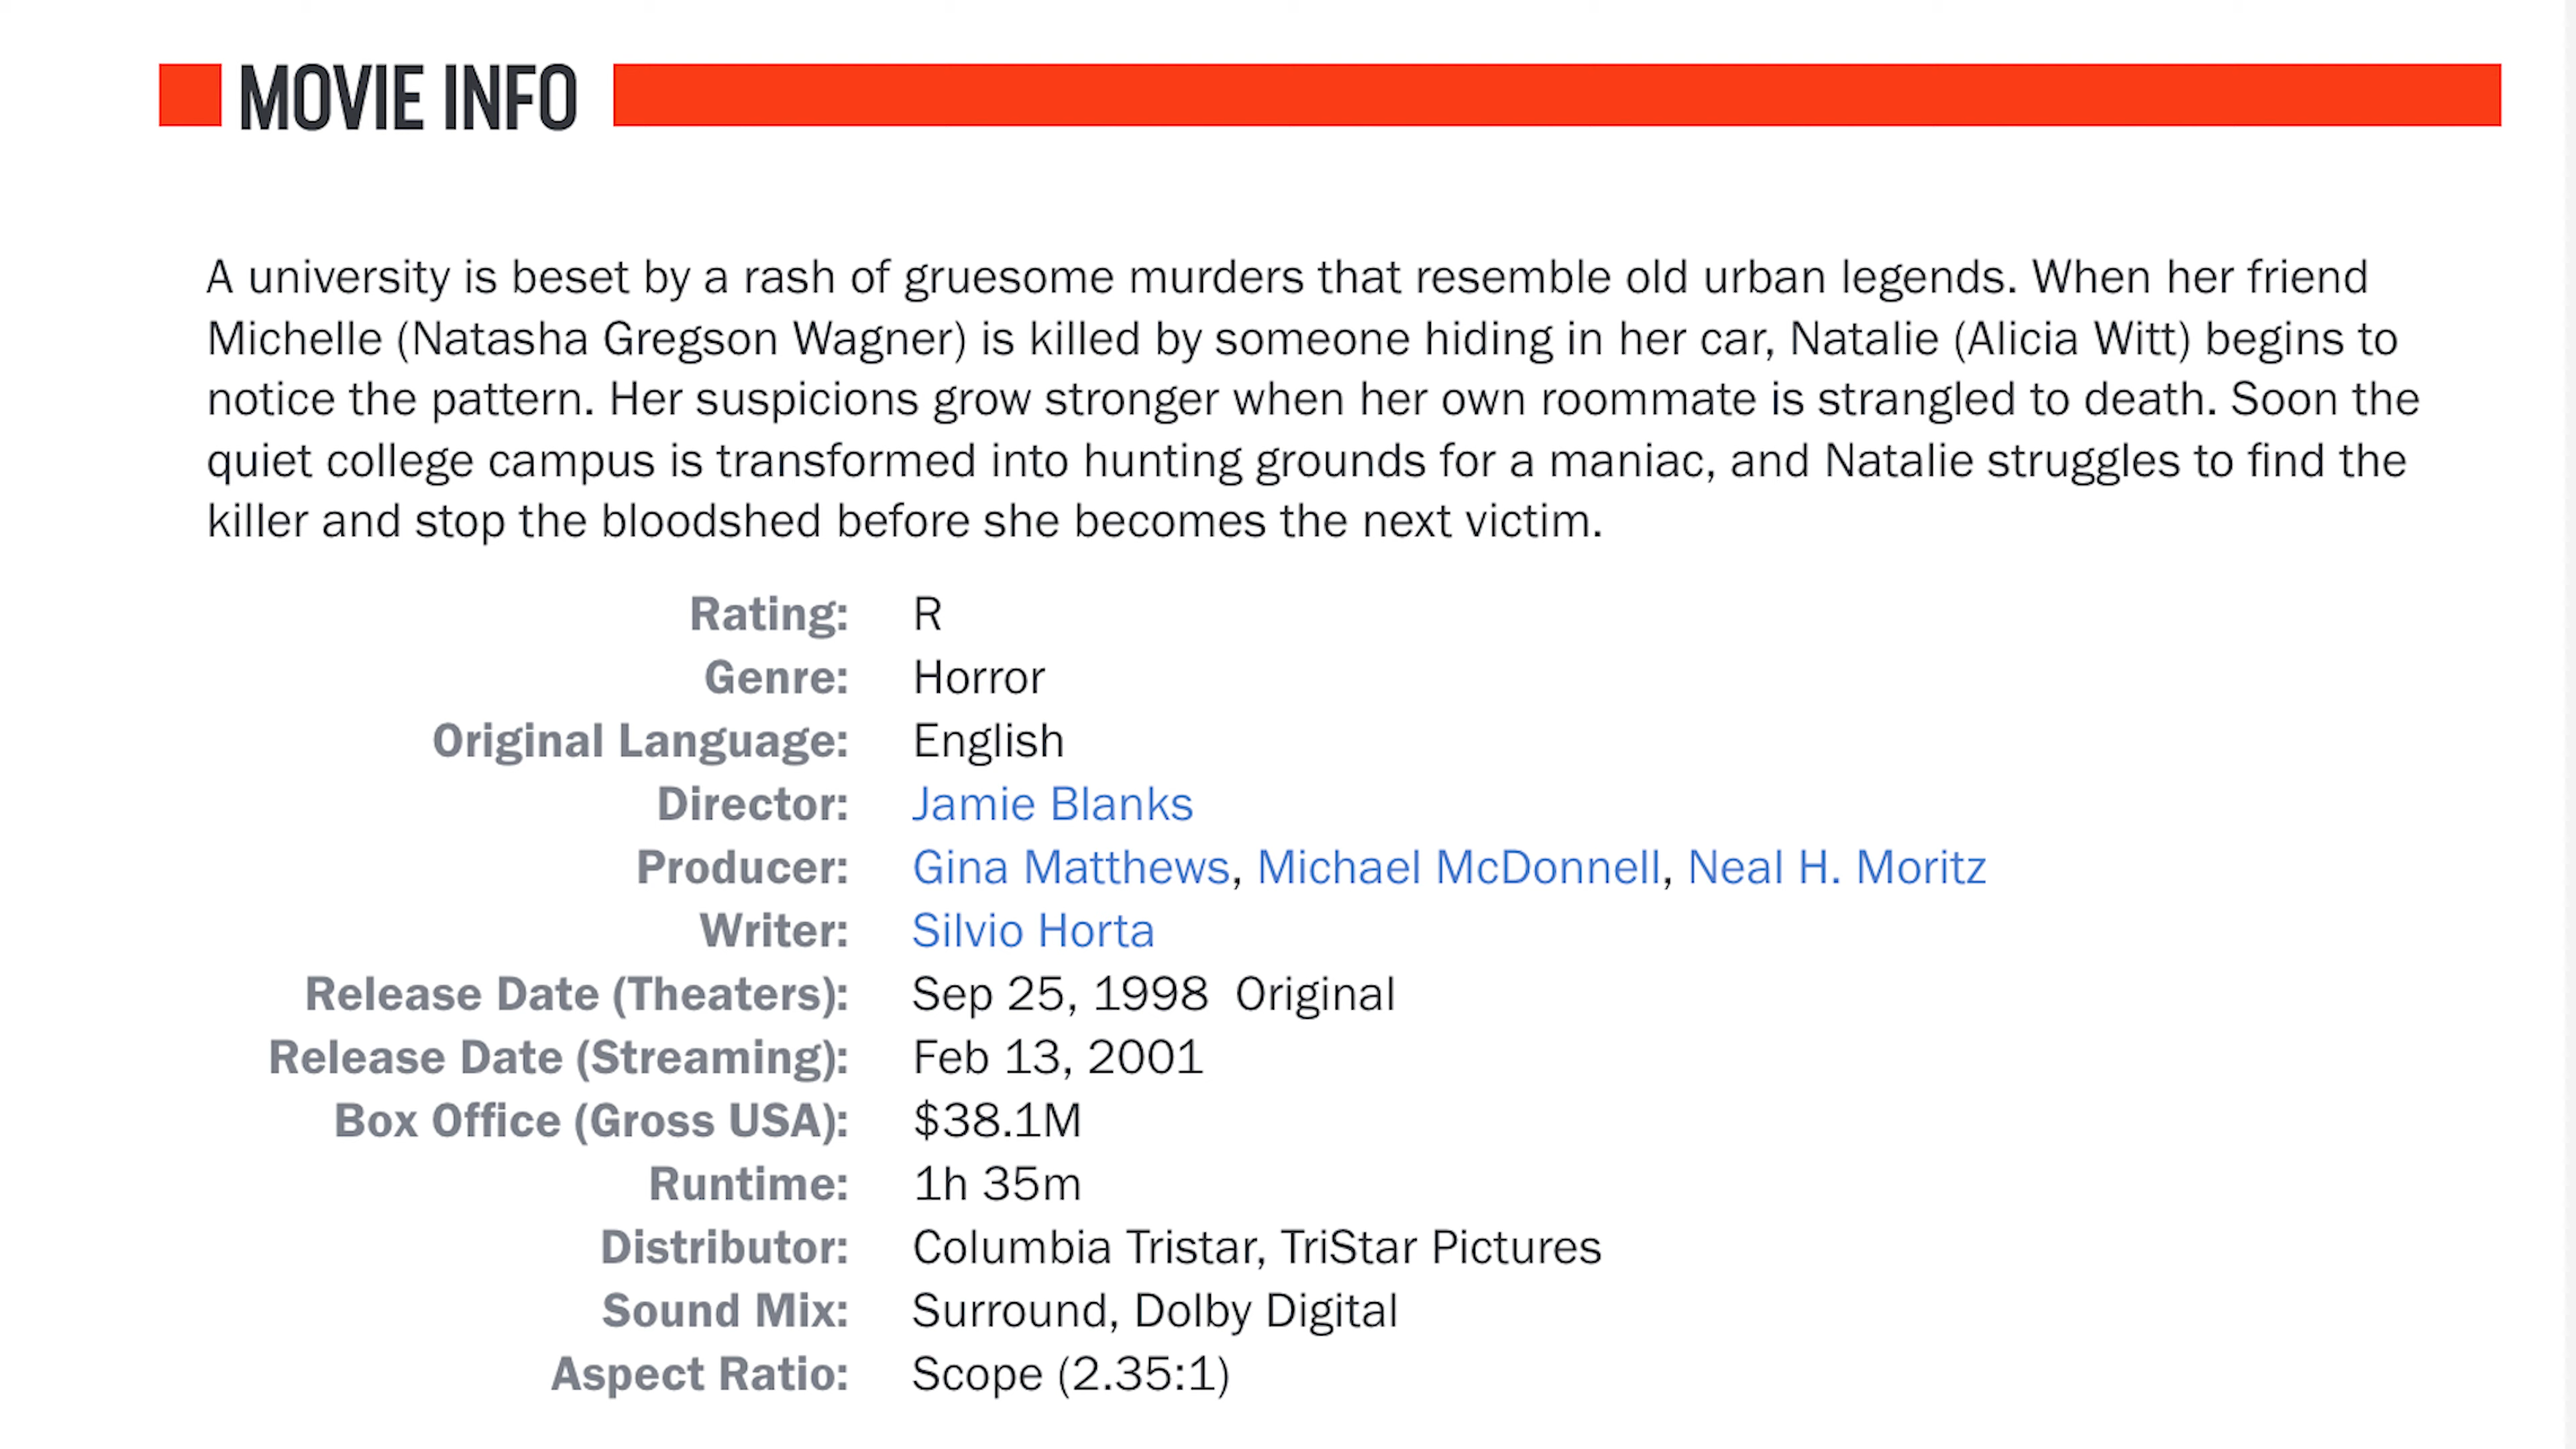 MOVIE INFO
A university is beset by a rash of gruesome murders that resemble old urban legends. When her friend
Michelle (Natasha Gregson Wagner) is killed by someone hiding in her car, Natalie (Alicia Witt) begins to
notice the pattern. Her suspicions grow stronger when her own roommate is strangled to death. Soon the
quiet college campus is transformed into hunting grounds for a maniac, and Natalie struggles to find the
killer and stop the bloodshed before she becomes the next victim.
Rating: R
Genre: Horror
Original Language: English
Director: Jamie Blanks
Producer: Gina Matthews, Michael McDonnell, Neal H. Moritz
Writer: Silvio Horta
Release Date (Theaters): Sep 25, 1998 Original
Release Date (Streaming): Feb 13, 2001
Box Office (Gross USA): $38.1M
Runtime: 1h 35m
Distributor: Columbia Tristar, TriStar Pictures
Sound Mix: Surround, Dolby Digital
Aspect Ratio: Scope (2.35:1)